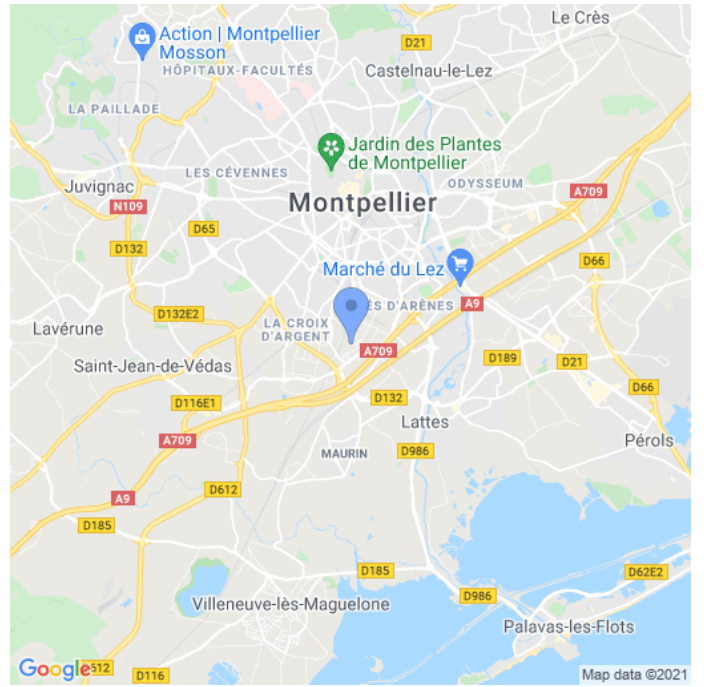 Le Crès
Action | Montpellier
Mosson
D21
HÔPITAUX-FACULTÉS
Castelnau-le-Lez
LA PAILLADE
Jardin des Plantes
de Montpellier
LES CÉVENNES
Juvignac
ODYSSEUM
A709
N109
Montpellier
D65
D132
D66
Marché du Lez
D132E2
ÉS D'ARÈNES
A9
LA CROIX
D'ARGENT
Lavérune
A709
D189
D21
Saint-Jean-de-Védas
D66
D116E1
D132
Lattes
A709
Pérols
D986
MAURIN
D612
A9
D185
D185
D62E2
D986
Villeneuve-lès-Maguelone
Palavas-les-Flots
Google
612
D116
Map data ©2021